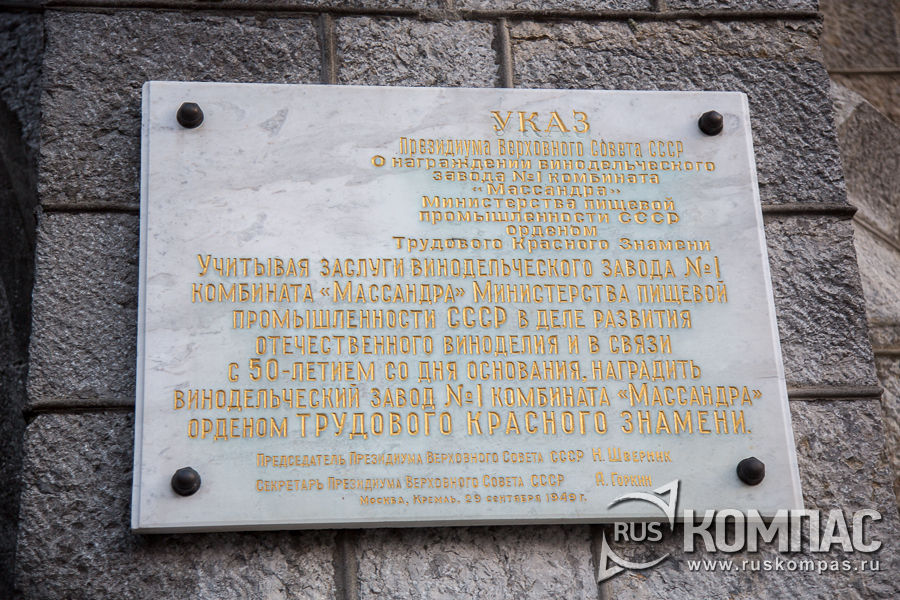 УКАЗ
Президиума Верховного Совета СССР
О награждении винодельческого
завода №1 комбината
„Массандра“
Министерства пищевой
промышленности СССР
орденом
Трудового Красного Знамени
Учитывая заслуги винодельческого завода №1
комбината „Массандра“ Министерства пищевой
промышленности СССР в деле развития
отечественного виноделия и в связи
с 50-летием со дня основания, наградить
винодельческий завод №1 комбината „Массандра“
орденом ТРУДОВОГО КРАСНОГО ЗНАМЕНИ.
Председатель Президиума Верховного Совета СССР Н. Шверник
Секретарь Президиума Верховного Совета СССР А. Горкин
Москва, Кремль. 29 сентября 1949 г.
RUS КОМПАС
www.ruskompas.ru